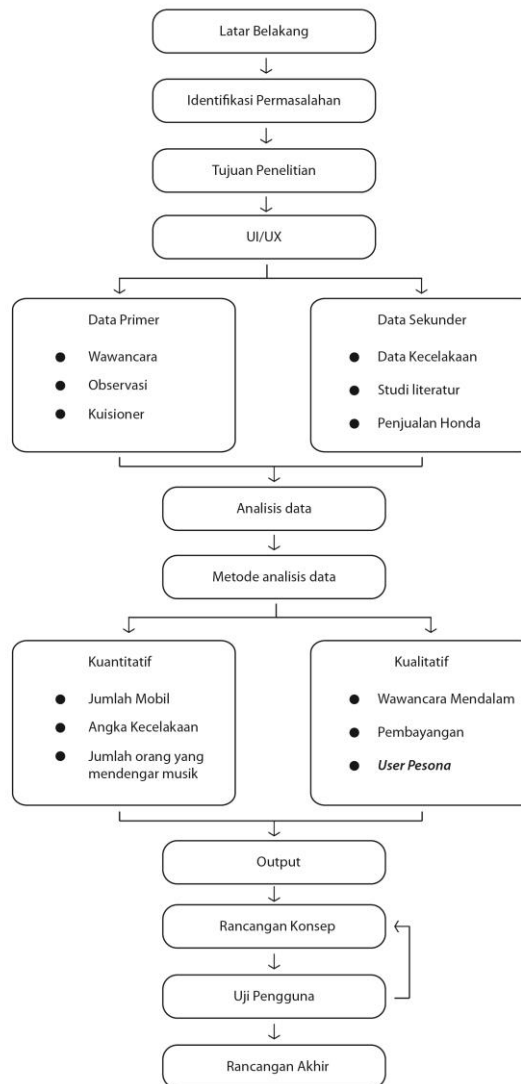 Latar Belakang
Identifikasi Permasalahan
Tujuan Penelitian
UI/UX
Data Primer
Wawancara
Observasi
Kuisioner
Data Sekunder
Data Kecelakaan
Studi literatur
Penjualan Honda
Analisis data
Metode analisis data
Kuantitatif
Jumlah Mobil
Angka Kecelakaan
Jumlah orang yang
mendengar musik
Kualitatif
Wawancara Mendalam
Pembayangan
User Pesona
Output
Rancangan Konsep
Uji Pengguna
Rancangan Akhir